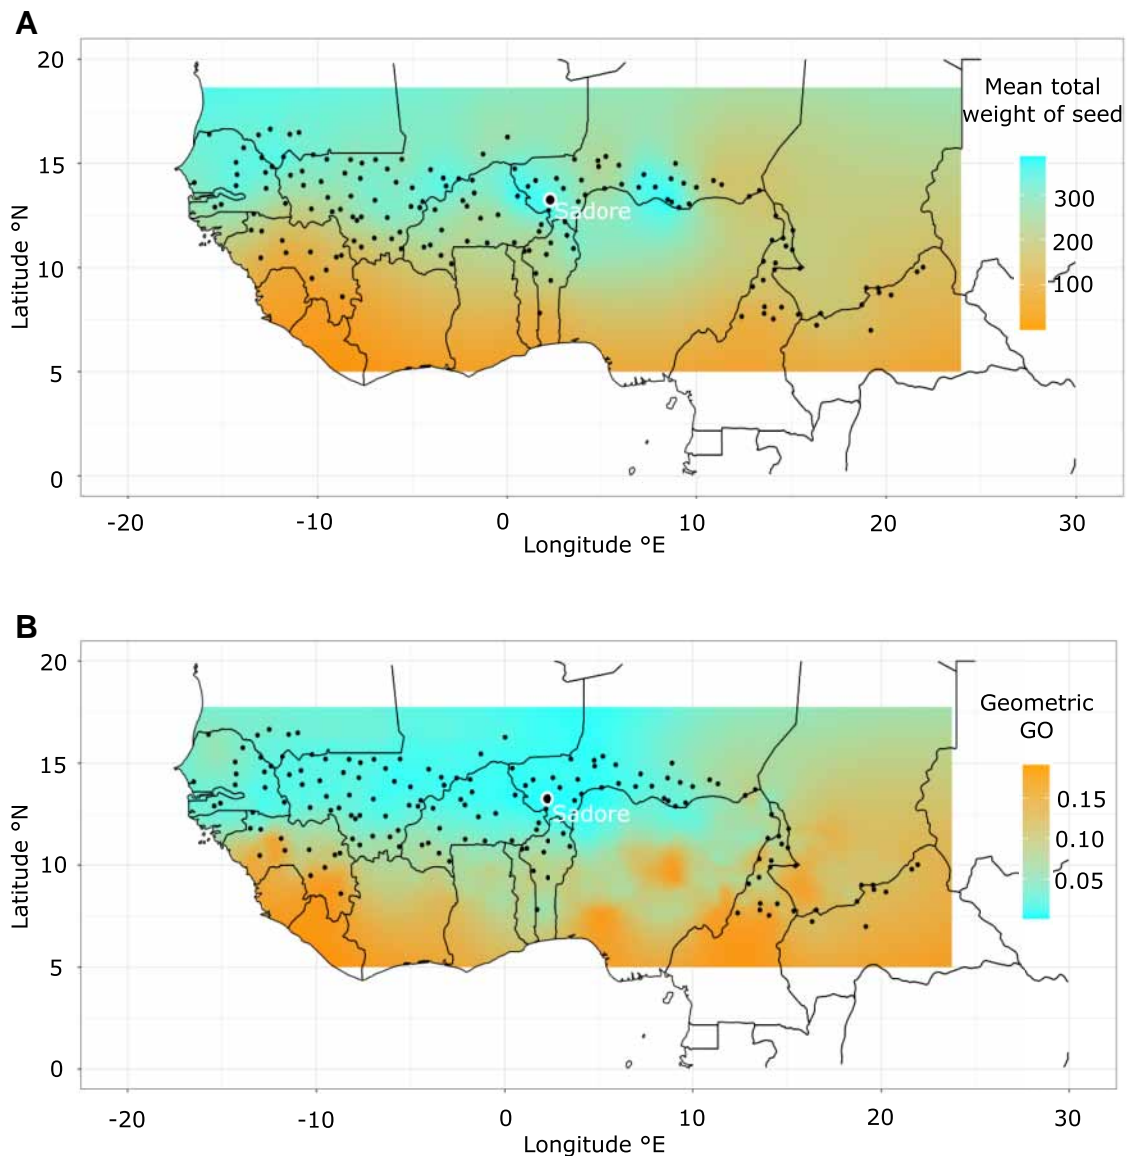 A
20
15
10
5
0
Latitude °N
Mean total
weight of seed
300
200
100
Sadore
-20 -10 0 10 20 30
Longitude °E
B
20
15
10
5
0
Latitude °N
Geometric
GO
0.15
0.10
0.05
Sadore
-20 -10 0 10 20 30
Longitude °E